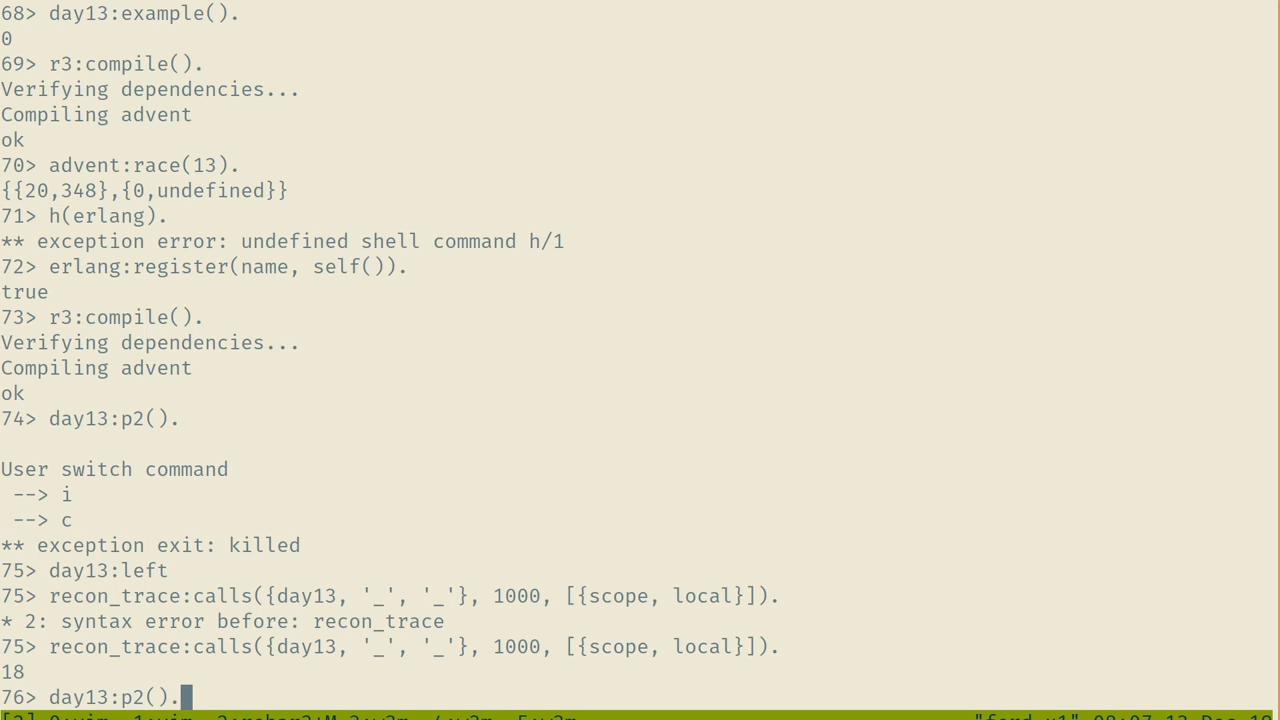 68> day13:example().
0
69> r3:compile().
Verifying dependencies...
Compiling advent
ok
70> advent:race(13).
{{20,348},{0,undefined}}
71> h(erlang).
** exception error: undefined shell command h/1
72> erlang:register(name, self()).
true
73> r3:compile().
Verifying dependencies...
Compiling advent
ok
74> day13:p2().
User switch command
 --> i
 --> c
** exception exit: killed
75> day13:left
75> recon_trace:calls({day13, '_', '_'}, 1000, [{scope, local}]).
* 2: syntax error before: recon_trace
75> recon_trace:calls({day13, '_', '_'}, 1000, [{scope, local}]).
18
76> day13:p2().